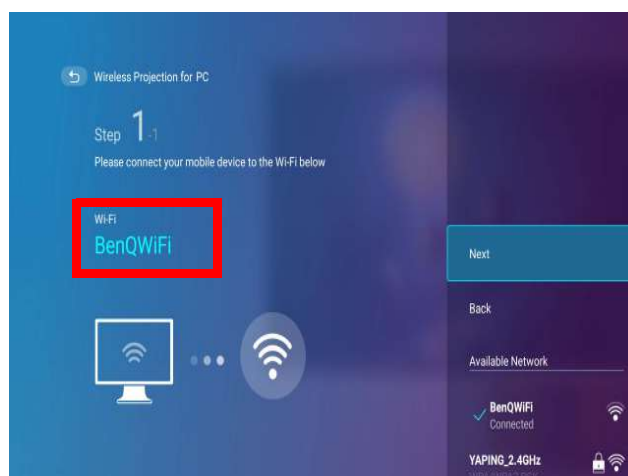 Wireless Projection for PC
Step 1-1
Please connect your mobile device to the Wi-Fi below
Wi-Fi
BenQWiFi
Next
Back
Available Network
BenQWiFi
Connected
YAPING_2.4GHz